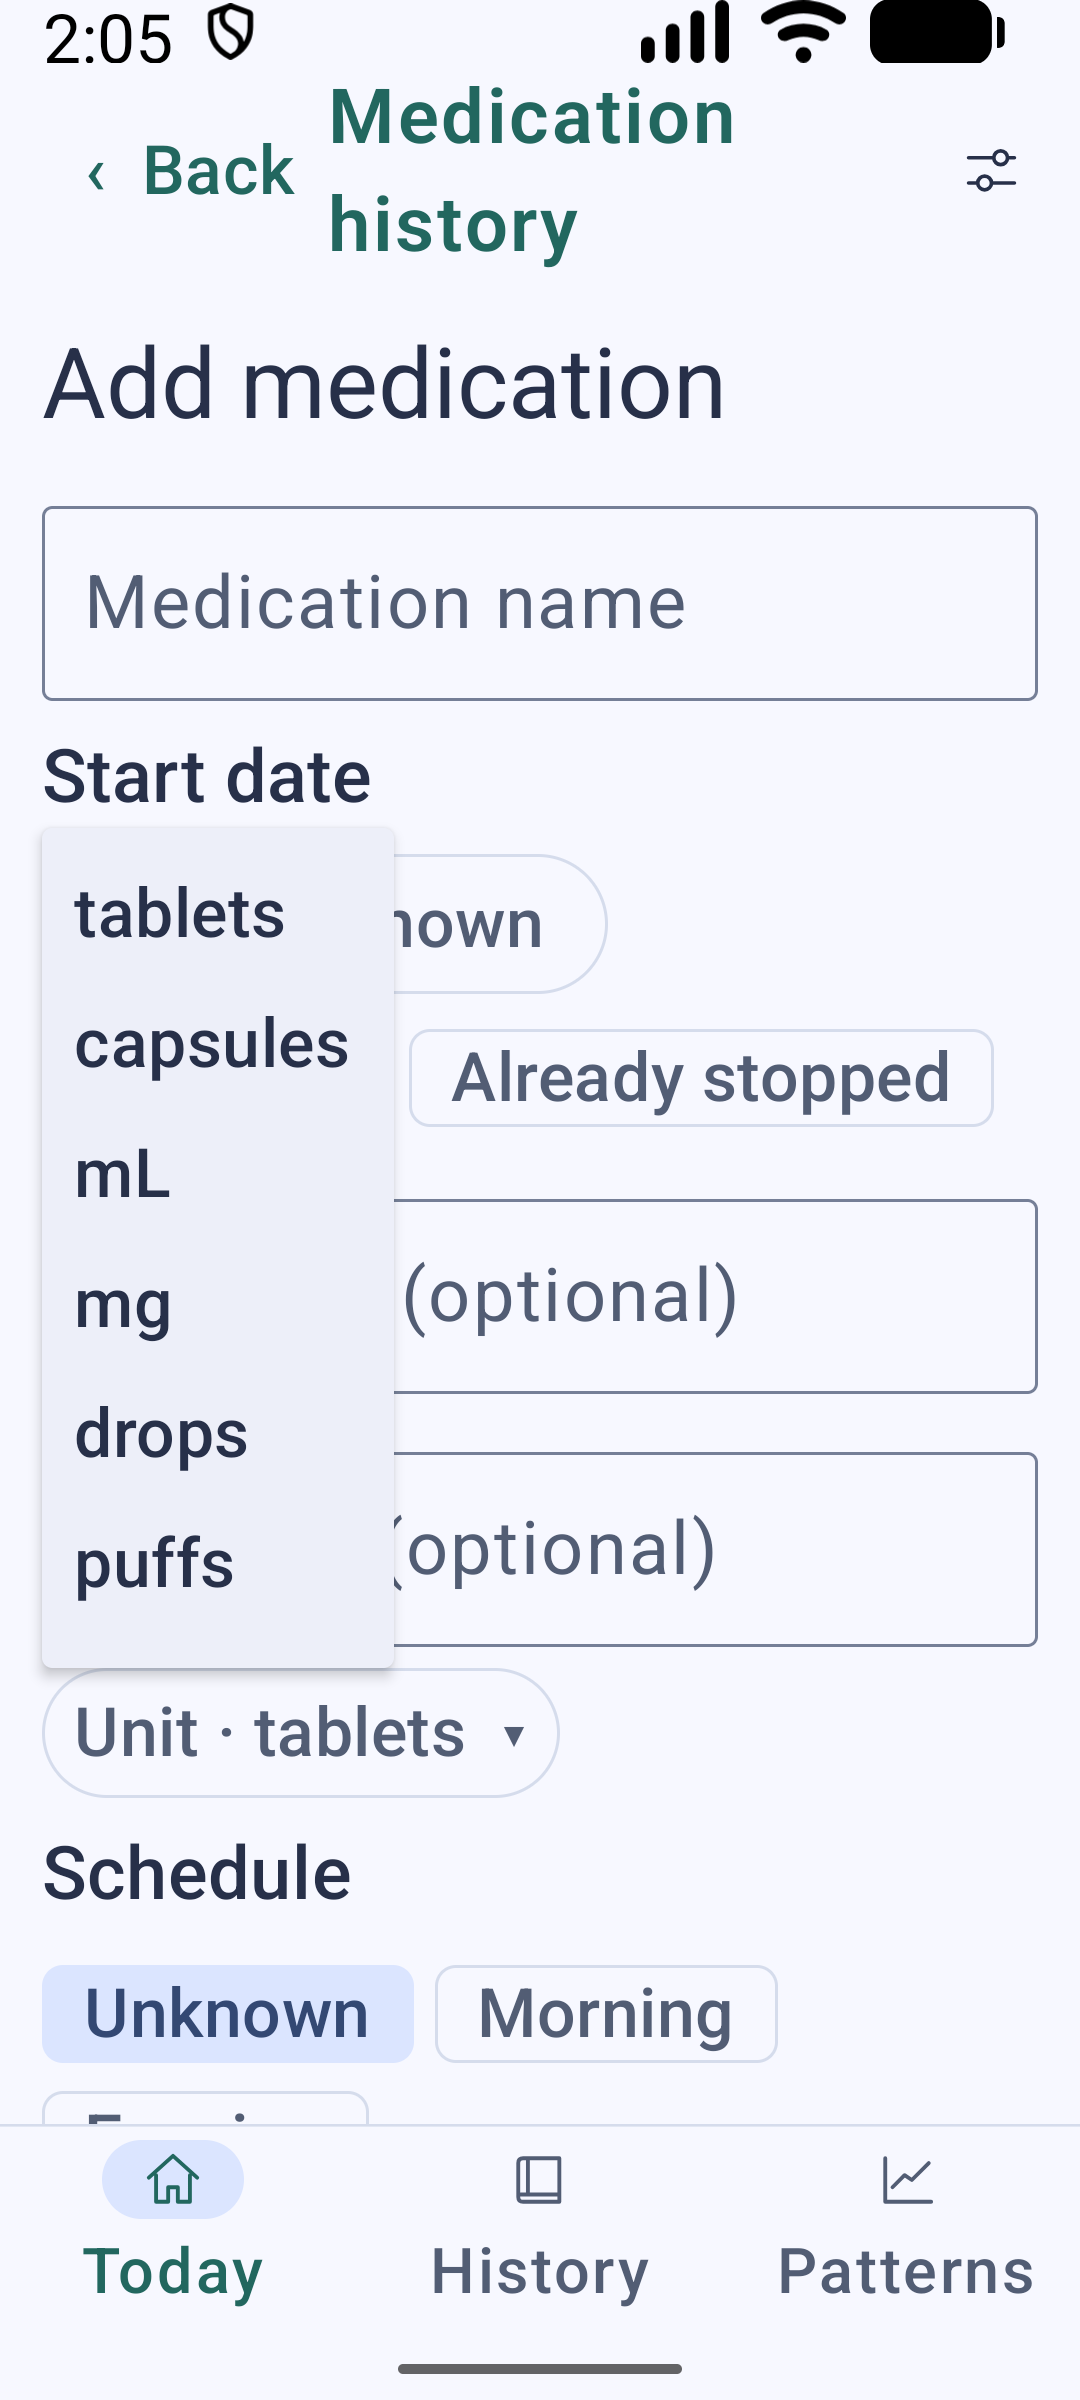 2:05
‹ Back
Medication
history
Add medication
Medication name
Start date
tablets
capsules
Already stopped
mL
mg
(optional)
drops
(optional)
puffs
Unit · tablets ▾
Schedule
Unknown
Morning
Today
History
Patterns